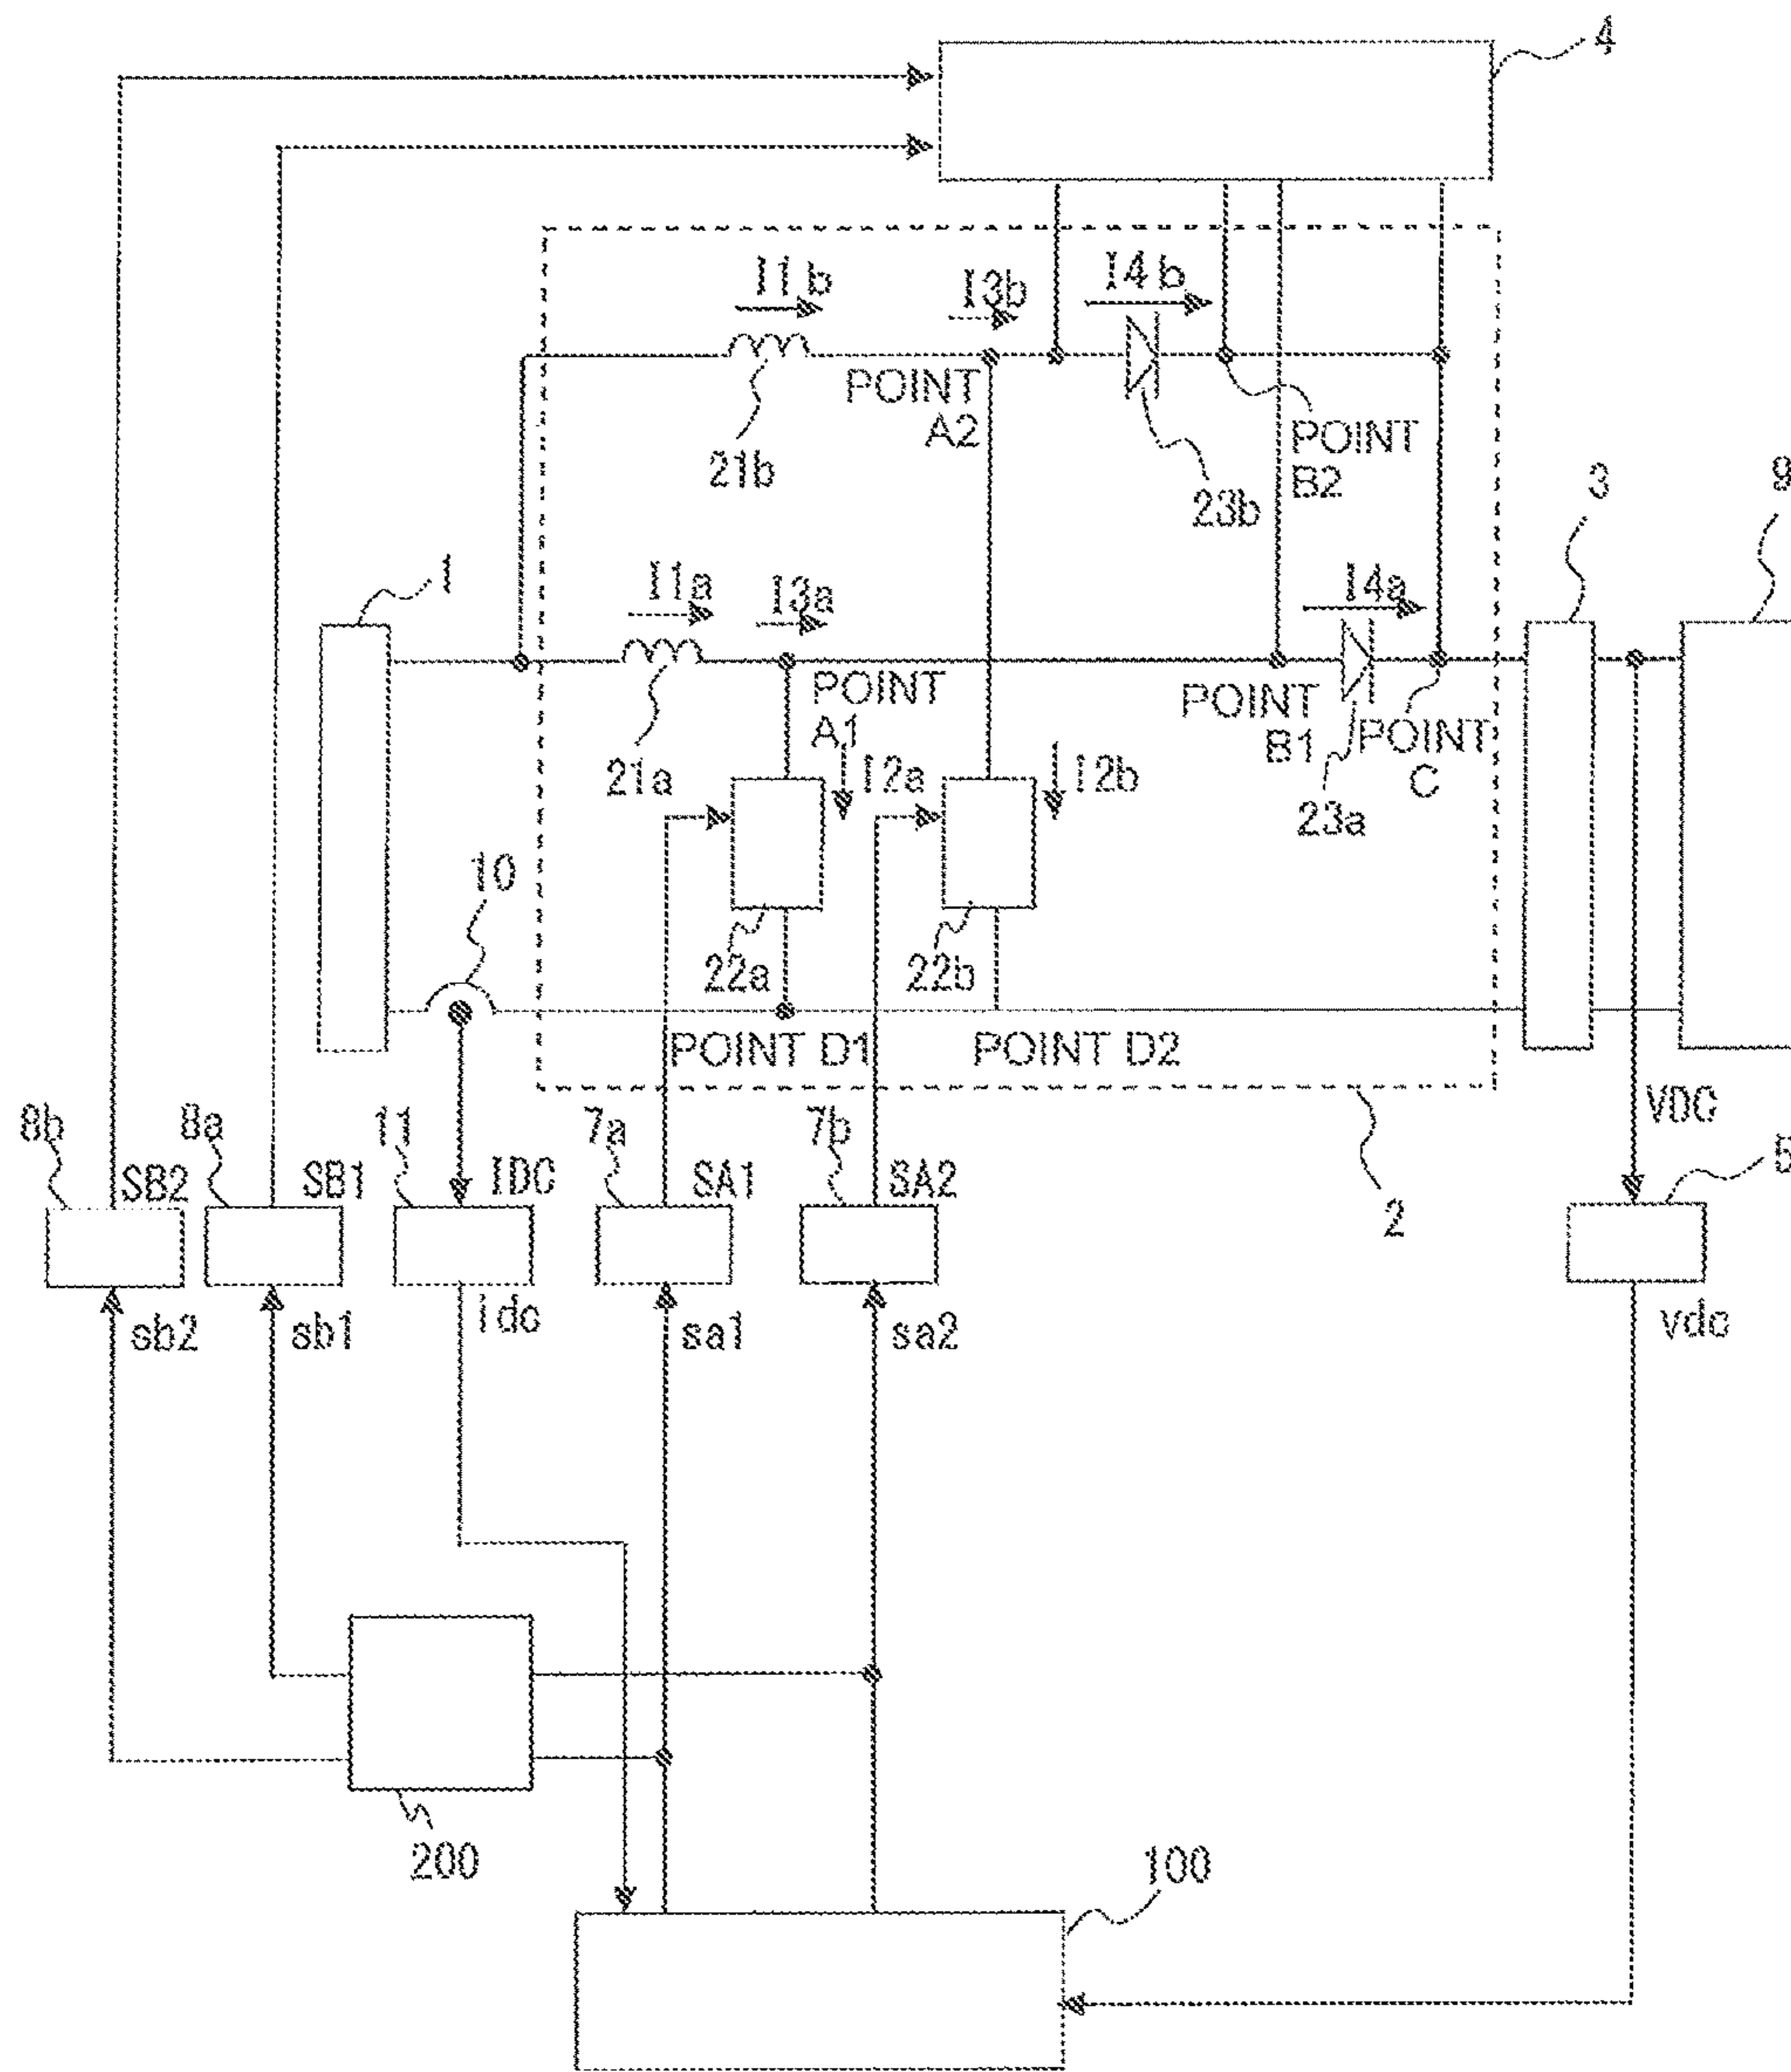 4
I1b
I3b
I4b
POINT
A2
POINT
B2
21b
23b
3
9
1
I1a
I3a
I4a
POINT
A1
POINT
B1
POINT
C
21a
I2a
I2b
23a
10
22a
22b
POINT D1
POINT D2
VDC
8b
8a
11
7a
7b
2
5
SB2
SB1
IDC
SA1
SA2
sb2
sb1
idc
sa1
sa2
vdc
200
100